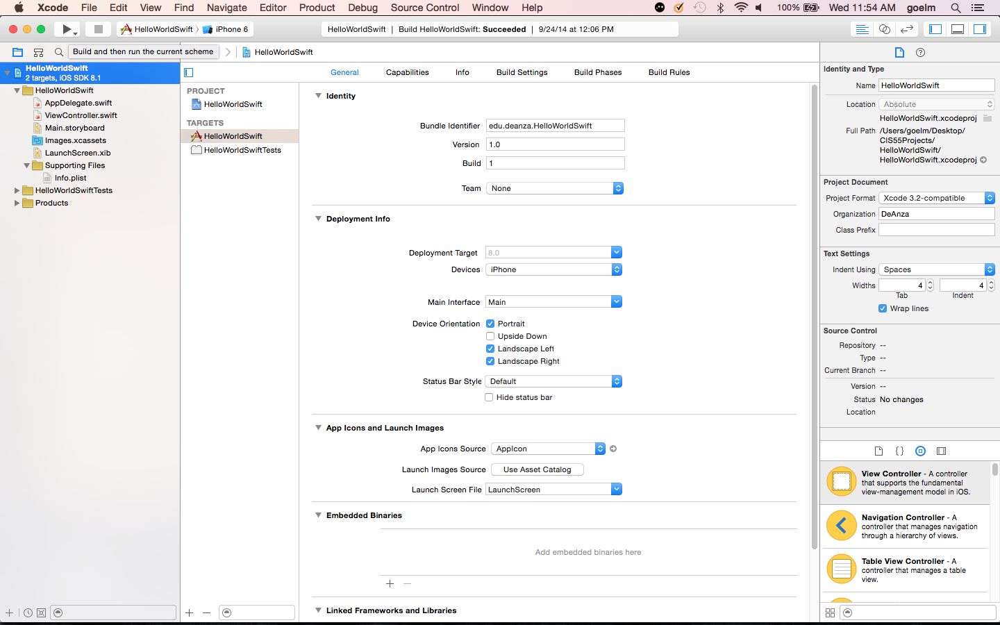 Xcode File Edit View Find Navigate Editor Product Debug Source Control Window Help 100% Wed 11:54 AM goelm
HelloWorldSwift iPhone 6 HelloWorldSwift | Build HelloWorldSwift: Succeeded | 9/24/14 at 12:06 PM
Build and then run the current scheme HelloWorldSwift
HelloWorldSwift
2 targets, iOS SDK 8.1
HelloWorldSwift
AppDelegate.swift
ViewController.swift
Main.storyboard
Images.xcassets
LaunchScreen.xib
Supporting Files
Info.plist
HelloWorldSwiftTests
Products
PROJECT
HelloWorldSwift
TARGETS
HelloWorldSwift
HelloWorldSwiftTests
General Capabilities Info Build Settings Build Phases Build Rules
Identity
Bundle Identifier edu.deanza.HelloWorldSwift
Version 1.0
Build 1
Team None
Deployment Info
Deployment Target 8.0
Devices iPhone
Main Interface Main
Device Orientation Portrait
Upside Down
Landscape Left
Landscape Right
Status Bar Style Default
Hide status bar
App Icons and Launch Images
App Icons Source AppIcon
Launch Images Source Use Asset Catalog
Launch Screen File LaunchScreen
Embedded Binaries
Add embedded binaries here
Linked Frameworks and Libraries
Identity and Type
Name HelloWorldSwift
Location Absolute
HelloWorldSwift.xcodeproj
Full Path /Users/goelm/Desktop/
CIS55Projects/
HelloWorldSwift/
HelloWorldSwift.xcodeproj
Project Document
Project Format Xcode 3.2-compatible
Organization DeAnza
Class Prefix
Text Settings
Indent Using Spaces
Widths 4 4
Tab Indent
Wrap lines
Source Control
Repository --
Type --
Current Branch --
Version --
Status No changes
Location
View Controller - A controller
that supports the fundamental
view-management model in iOS.
Navigation Controller - A
controller that manages navigation
through a hierarchy of views.
Table View Controller - A
controller that manages a table
view.